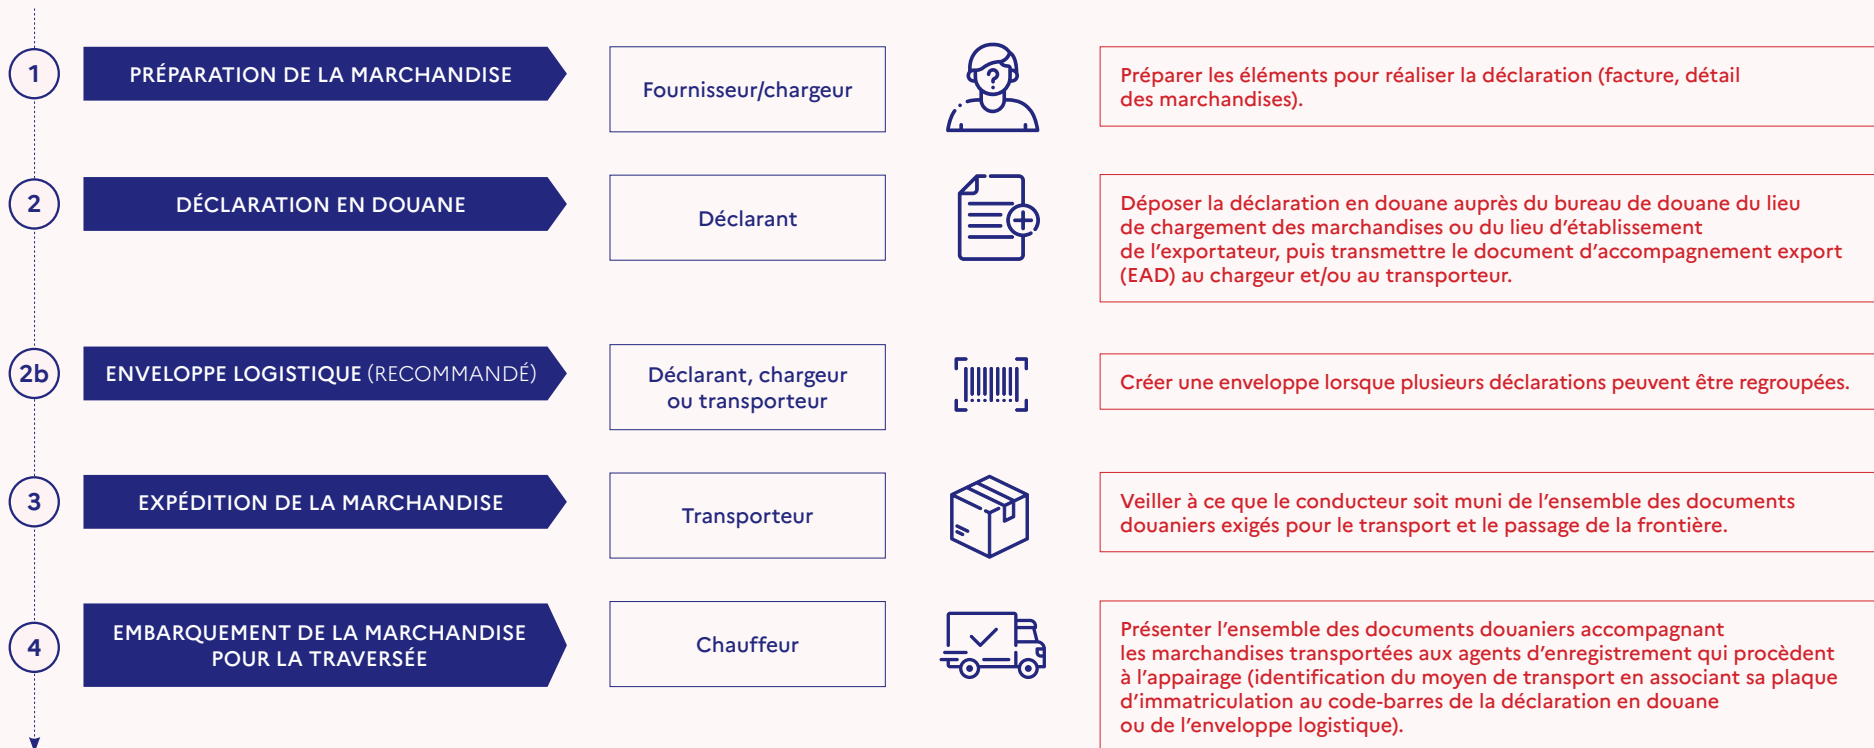 1
PRÉPARATION DE LA MARCHANDISE
Fournisseur/chargeur
?
Préparer les éléments pour réaliser la déclaration (facture, détail
des marchandises).
2
DÉCLARATION EN DOUANE
Déclarant
Déposer la déclaration en douane auprès du bureau de douane du lieu
de chargement des marchandises ou du lieu d’établissement
de l’exportateur, puis transmettre le document d’accompagnement export
(EAD) au chargeur et/ou au transporteur.
2b
ENVELOPPE LOGISTIQUE (RECOMMANDÉ)
Déclarant, chargeur
ou transporteur
Créer une enveloppe lorsque plusieurs déclarations peuvent être regroupées.
3
EXPÉDITION DE LA MARCHANDISE
Transporteur
Veiller à ce que le conducteur soit muni de l’ensemble des documents
douaniers exigés pour le transport et le passage de la frontière.
4
EMBARQUEMENT DE LA MARCHANDISE
POUR LA TRAVERSÉE
Chauffeur
Présenter l’ensemble des documents douaniers accompagnant
les marchandises transportées aux agents d’enregistrement qui procèdent
à l’appairage (identification du moyen de transport en associant sa plaque
d’immatriculation au code-barres de la déclaration en douane
ou de l’enveloppe logistique).